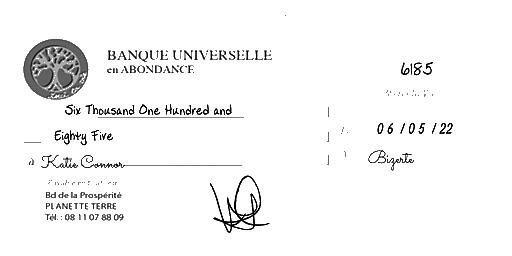 BANQUE UNIVERSELLE
en ABONDANCE
6185
Six Thousand One Hundred and
Eighty Five
06/05/22
à Katie Connor
Bizerte
Bd de la Prospérité
PLANETTE TERRE
Tél. : 08 11 07 88 09